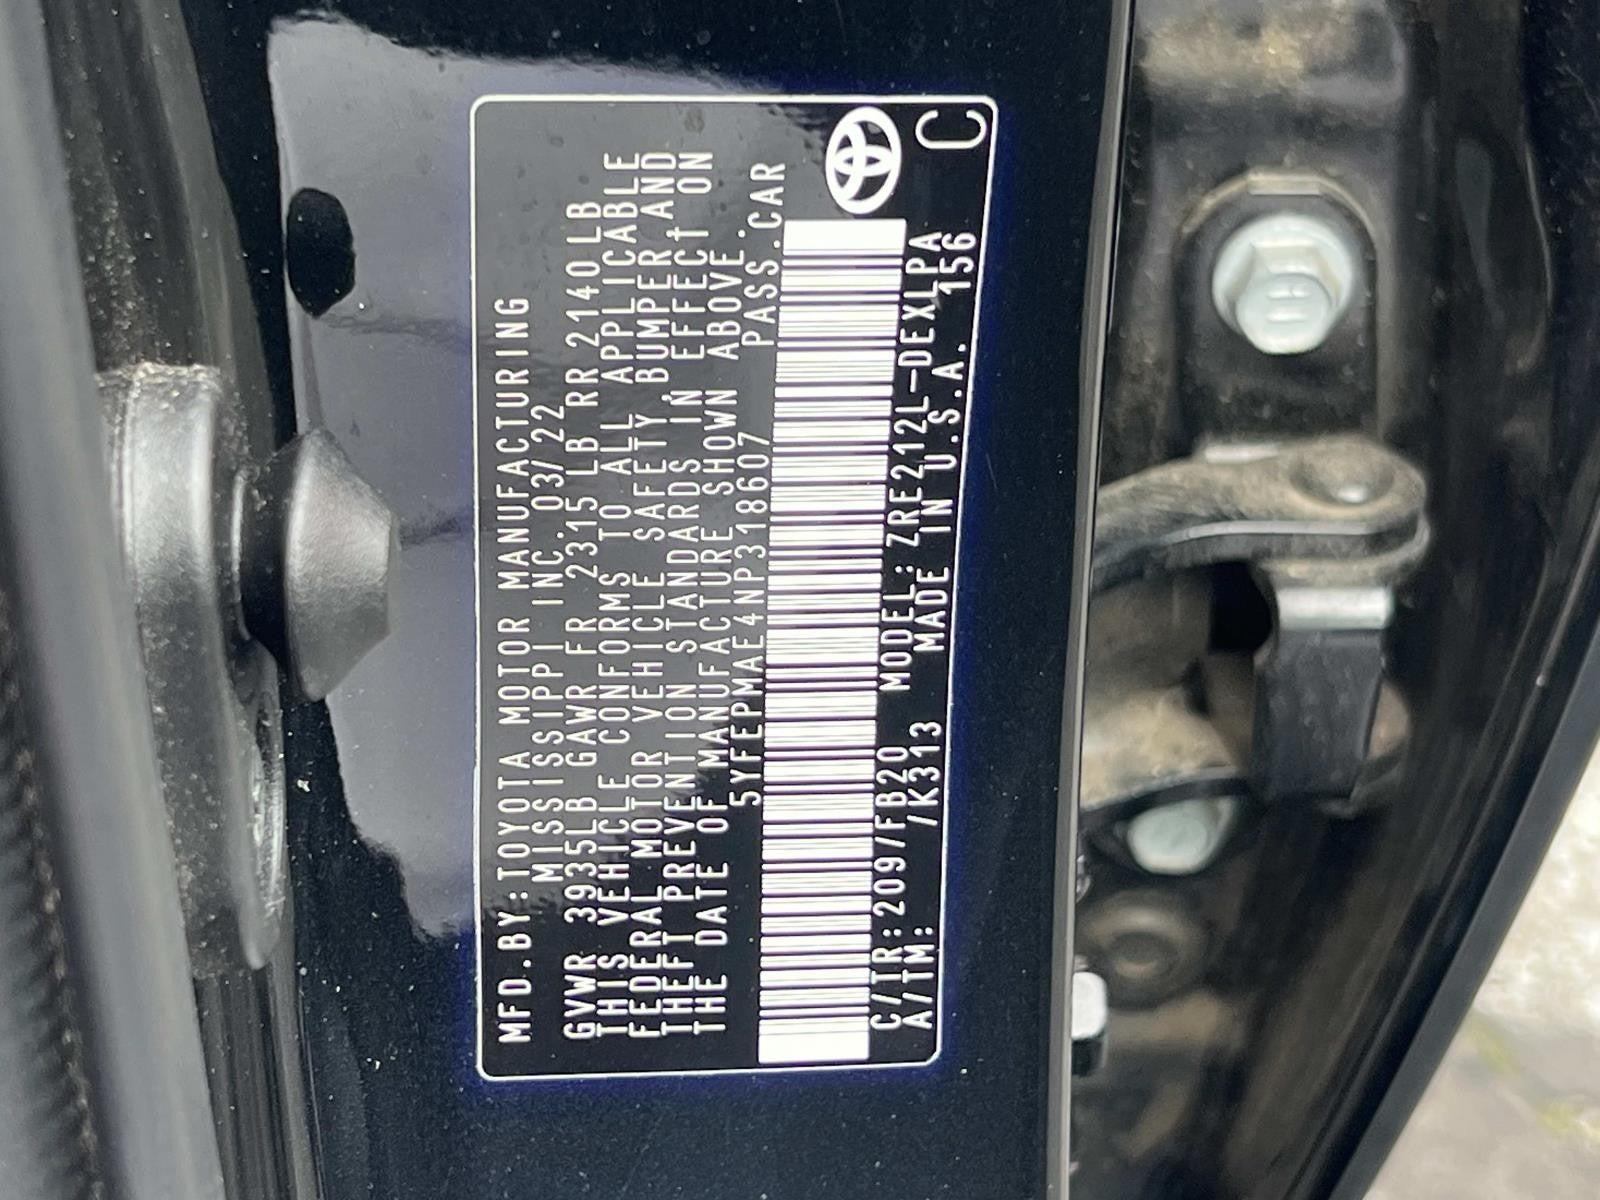 MFD.BY:TOYOTA MOTOR MANUFACTURING
MISSISSIPPI INC. 03/22
GVWR 3935LB GAWR FR 2315LB RR 2140LB
THIS VEHICLE CONFORMS TO ALL APPLICABLE
FEDERAL MOTOR VEHICLE SAFETY, BUMPER AND
THEFT PREVENTION STANDARDS IN EFFECT ON
THE DATE OF MANUFACTURE SHOWN ABOVE.
5YFEPMAE4NP318607 PASS.CAR
C/TR:209/FB20 MODEL:ZRE212L-DEXLPA
A/TM: /K313 MADE IN U.S.A. 156 C